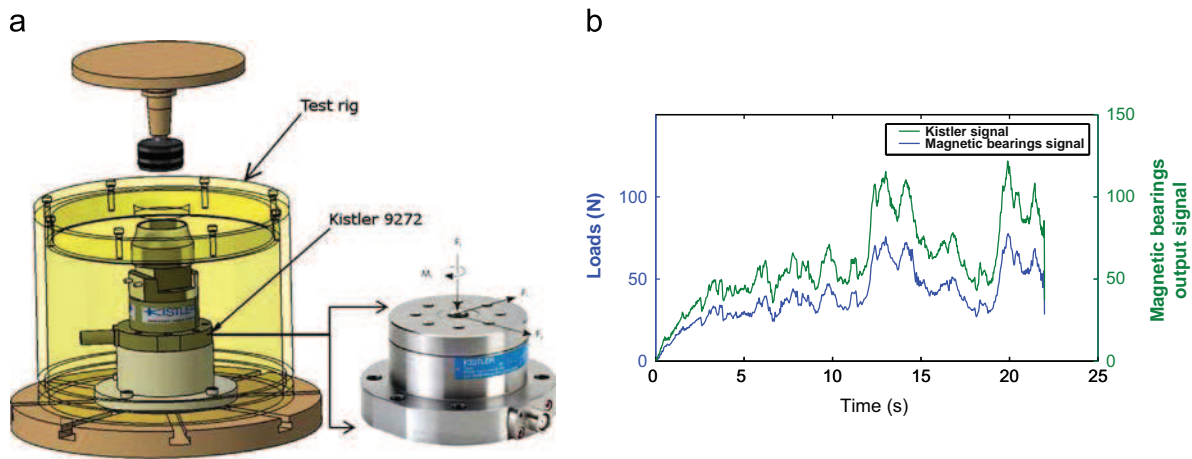 a
Test rig
Kistler 9272
KISTLER
KISTLER
b
Kistler signal
Magnetic bearings signal
Loads (N)
100
50
0
150
100
50
0
Magnetic bearings
output signal
0
5
10
15
20
25
Time (s)